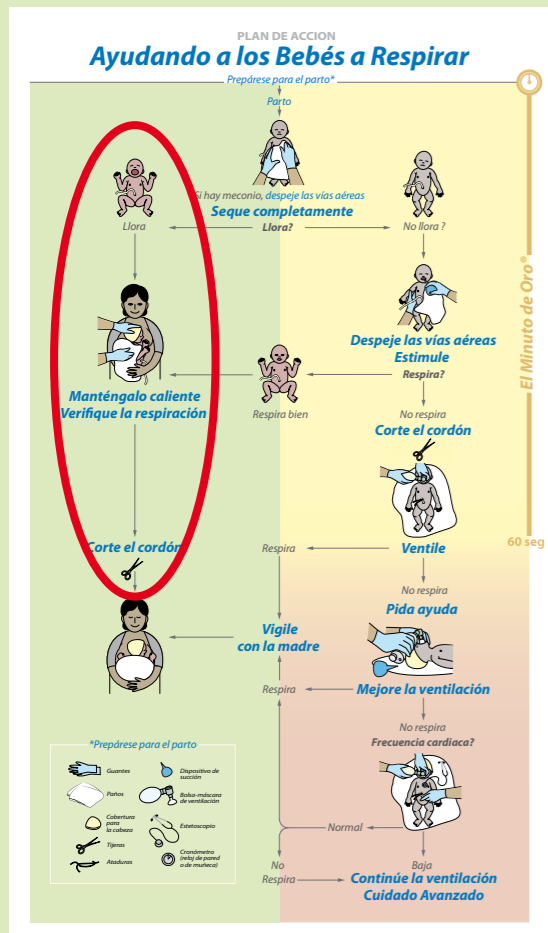 PLAN DE ACCION
Ayudando a los Bebés a Respirar
Prepárese para el parto*
Parto
Si hay meconio, despeje las vías aéreas
Seque completamente
Llora
Llora?
No llora ?
Despeje las vías aéreas
Estimule
Respira?
Manténgalo caliente
Verifique la respiración
Respira bien
No respira
Corte el cordón
El Minuto de Oro®
60 seg
Corte el cordón
Respira
Ventile
No respira
Pida ayuda
Vigile
con la madre
Respira
Mejore la ventilación
No respira
Frecuencia cardiaca?
Normal
No
Respira
Baja
Continúe la ventilación
Cuidado Avanzado
*Prepárese para el parto
Guantes
Dispositivo de
succión
Paños
Bolsa-máscara
de ventilación
Cobertura
para
la cabeza
Estetoscopio
Tijeras
Cronómetro
(reloj de pared
o de muñeca)
Ataduras